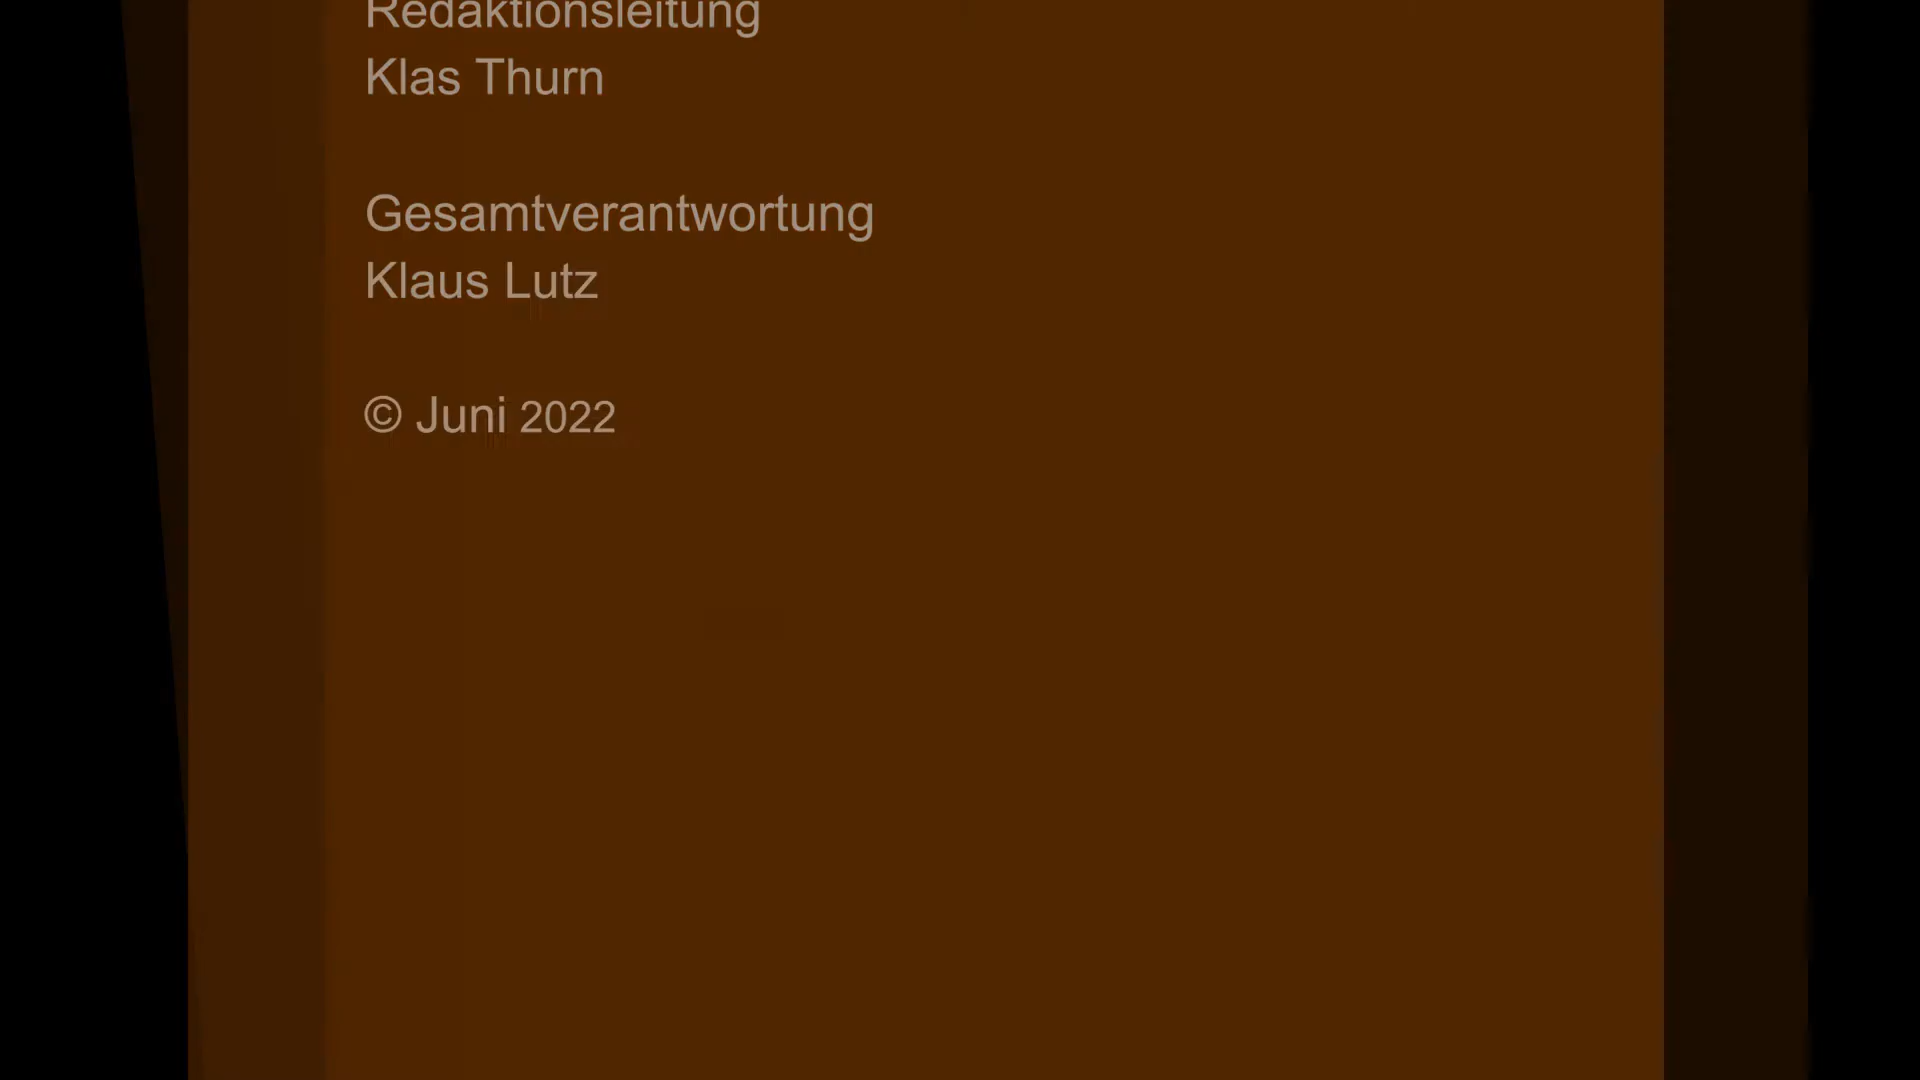 Redaktionsleitung
Klas Thurn
Gesamtverantwortung
Klaus Lutz
© Juni 2022